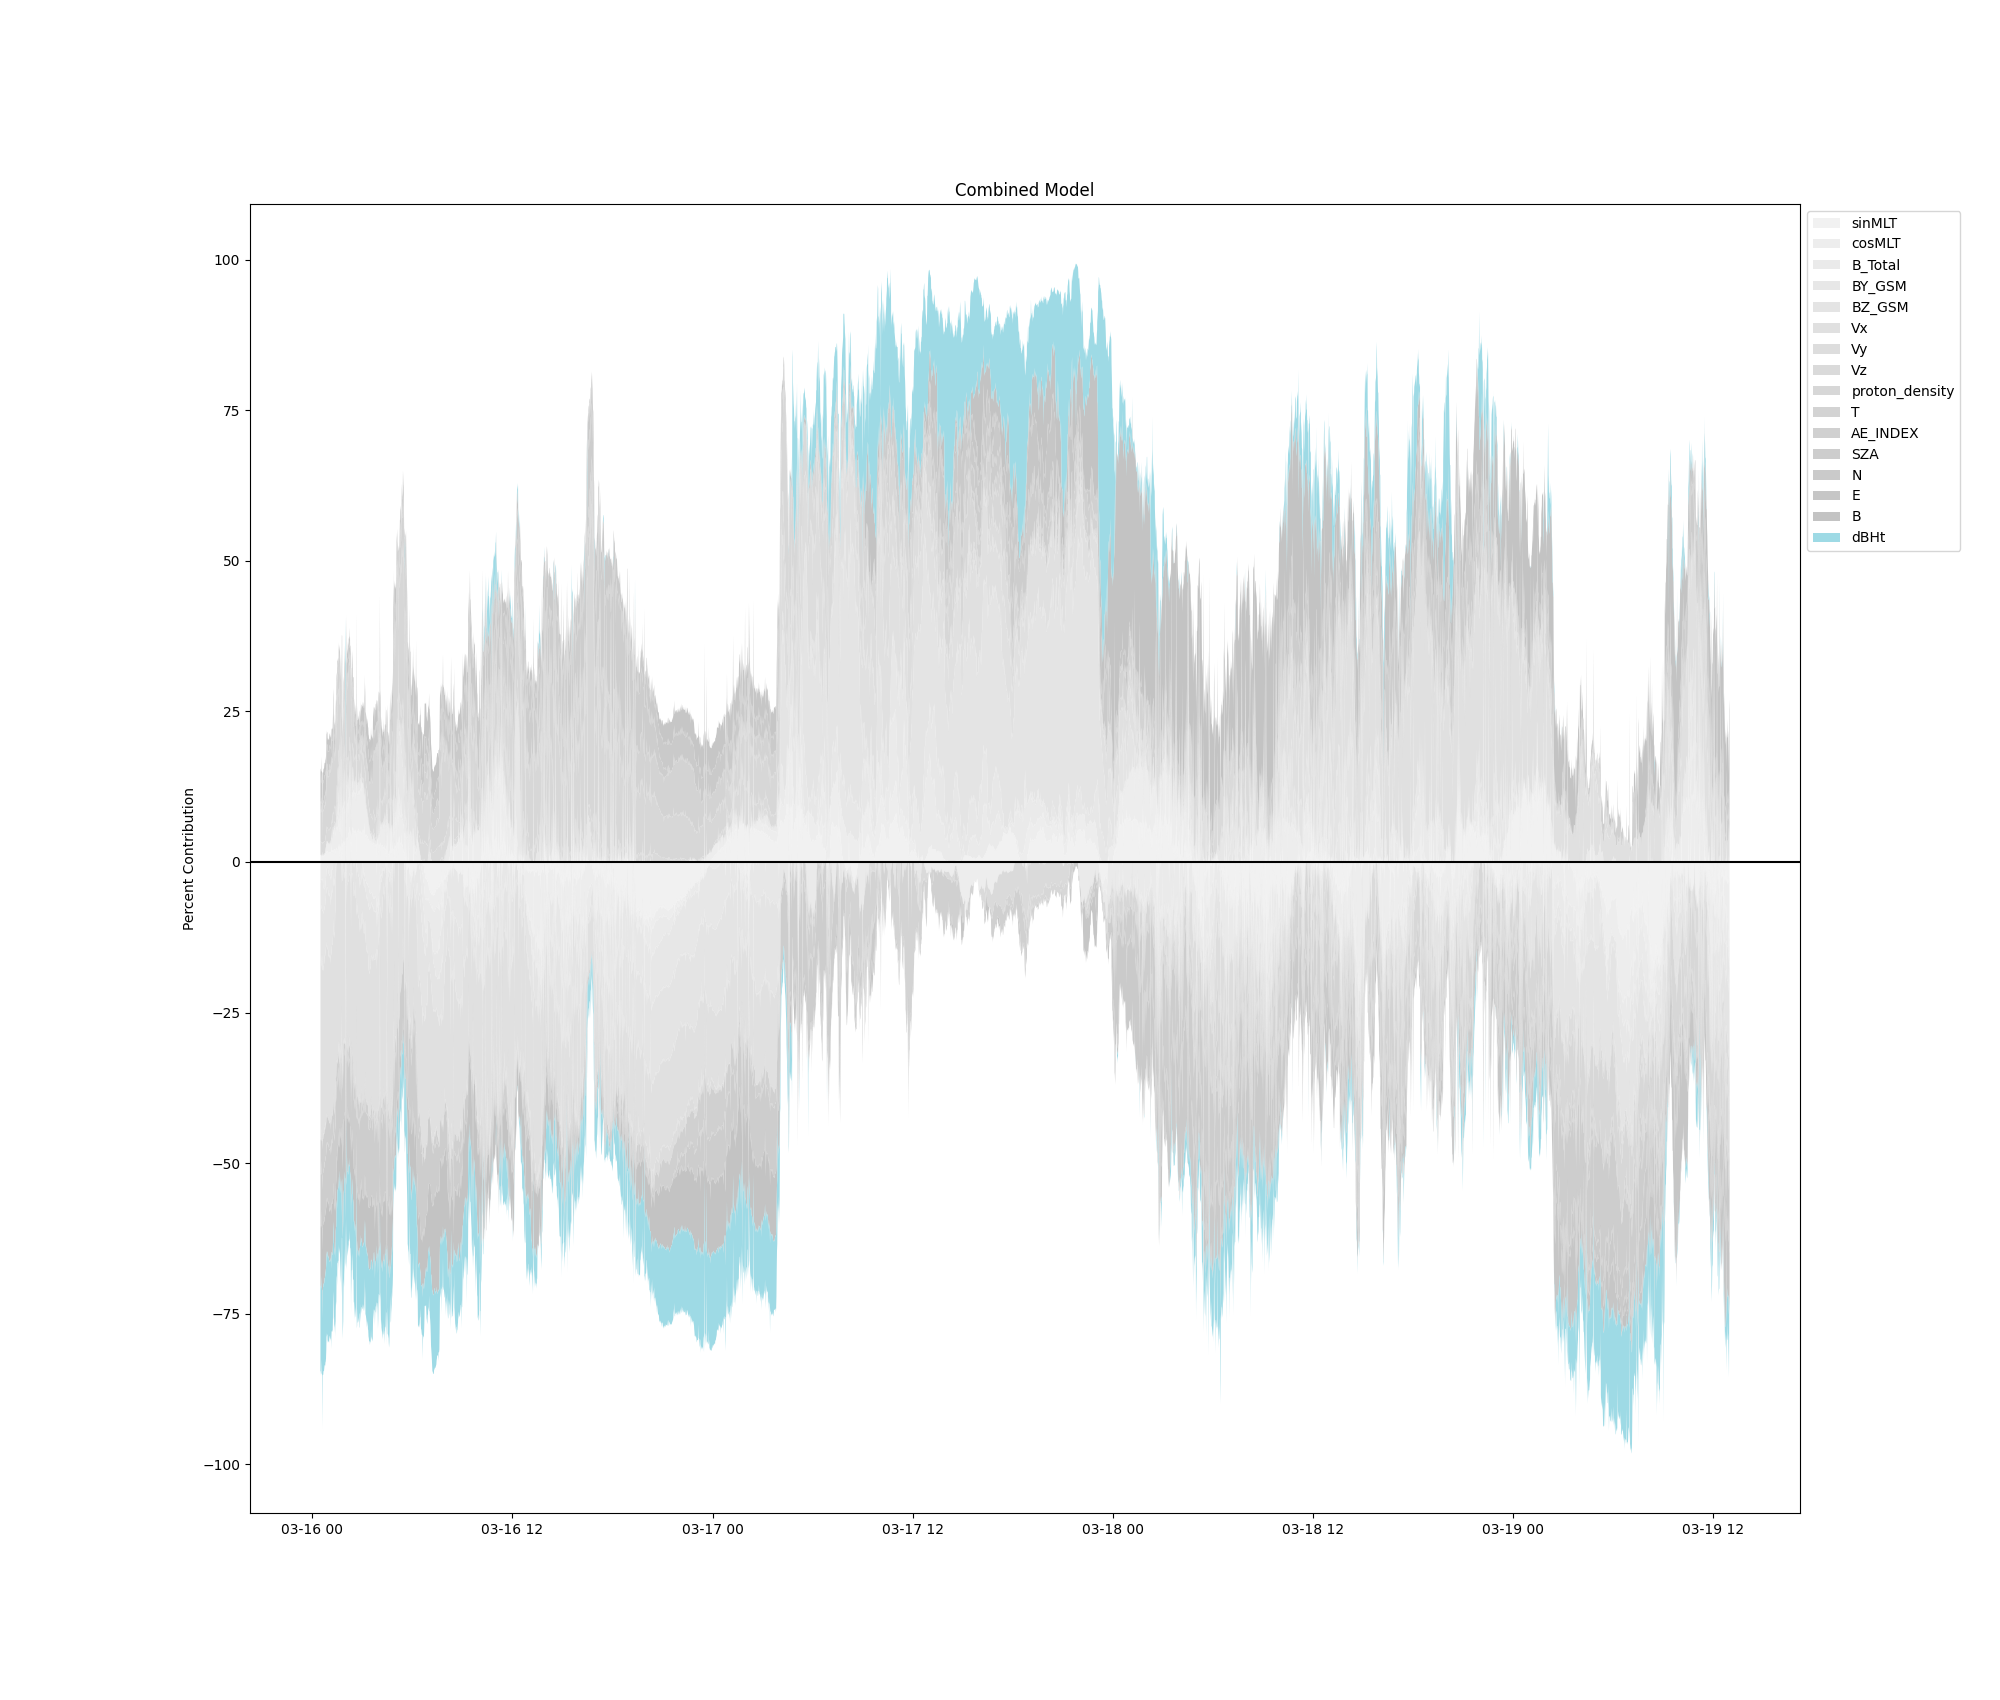 Combined Model
100
75
50
25
0
−25
−50
−75
−100
Percent Contribution
03-16 00
03-16 12
03-17 00
03-17 12
03-18 00
03-18 12
03-19 00
03-19 12
sinMLT
cosMLT
B_Total
BY_GSM
BZ_GSM
Vx
Vy
Vz
proton_density
T
AE_INDEX
SZA
N
E
B
dBHt